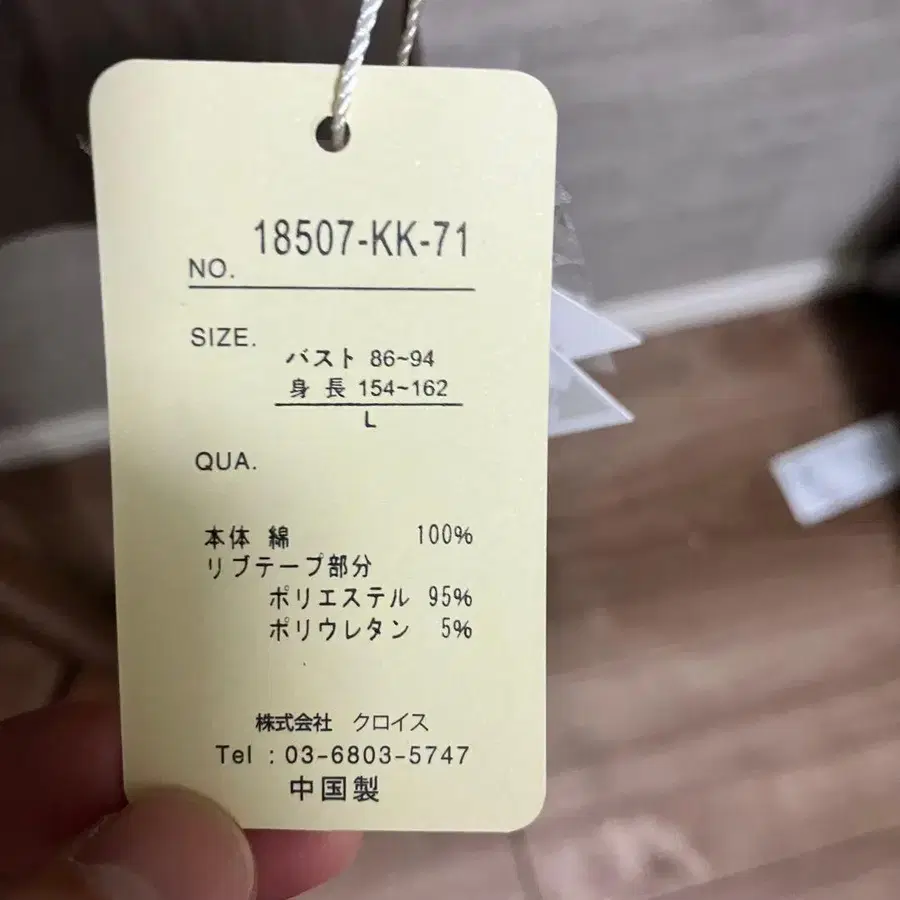 18507-KK-71
NO.
SIZE.
バスト 86~94
身 長 154~162
L
QUA.
本体 綿 100%
リブテープ部分
ポリエステル 95%
ポリウレタン 5%
株式会社 クロイス
Tel : 03-6803-5747
中国製